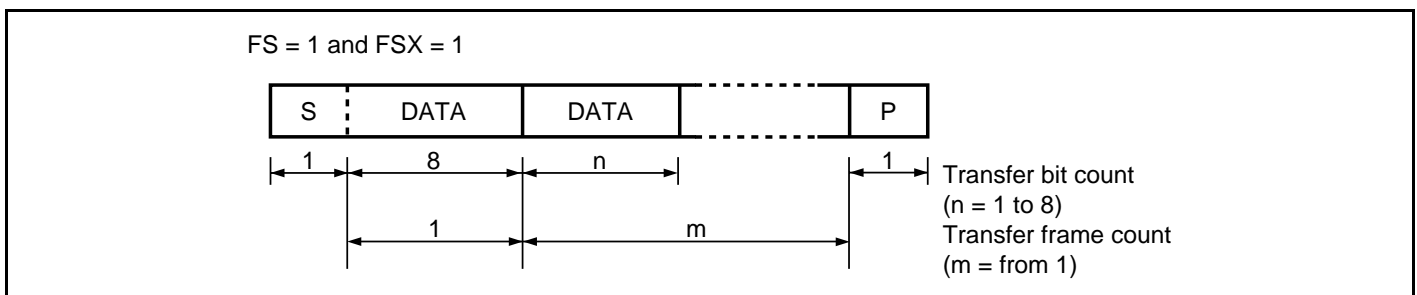 FS = 1 and FSX = 1
S DATA DATA P
1 8 n 1
Transfer bit count
(n = 1 to 8)
1 m
Transfer frame count
(m = from 1)